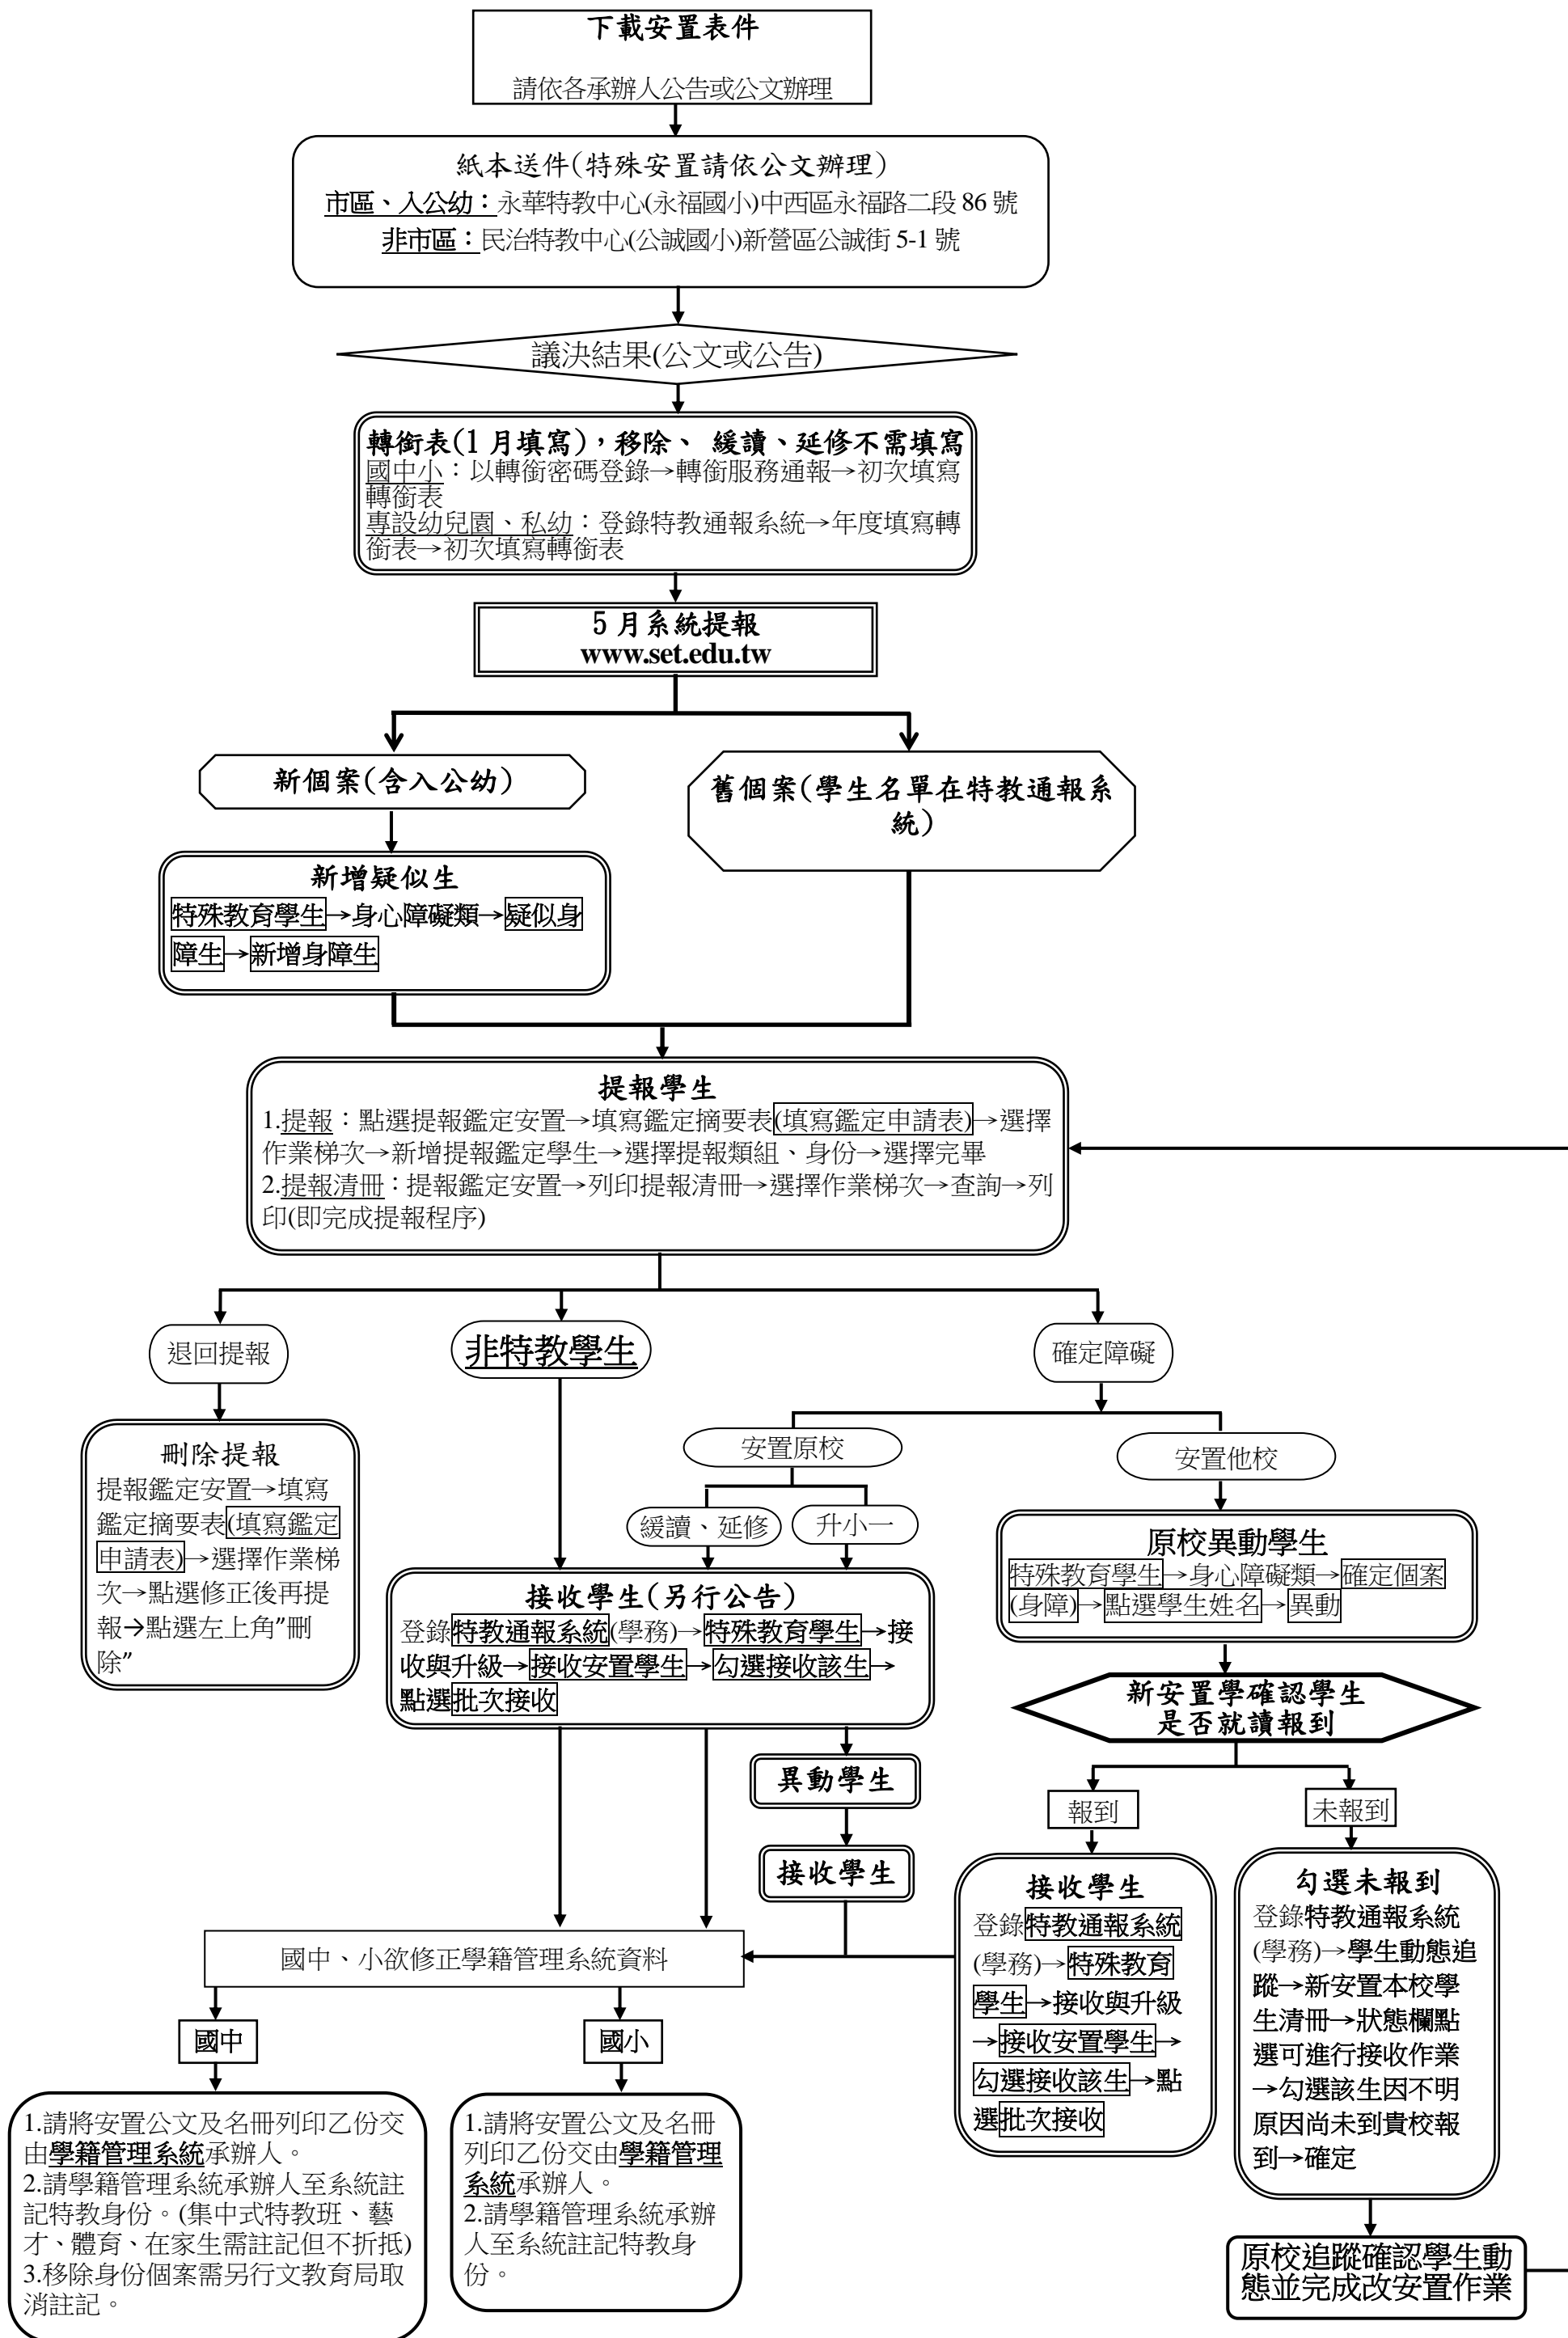 下載安置表件
請依各承辦人公告或公文辦理
紙本送件(特殊安置請依公文辦理)
市區、入公幼：永華特教中心(永福國小)中西區永福路二段 86 號
非市區：民治特教中心(公誠國小)新營區公誠街 5-1 號
議決結果(公文或公告)
轉銜表(1 月填寫)，移除、 緩讀、延修不需填寫
國中小：以轉銜密碼登錄→轉銜服務通報→初次填寫
轉銜表
專設幼兒園、私幼：登錄特教通報系統→年度填寫轉
銜表→初次填寫轉銜表
5 月系統提報
www.set.edu.tw
新個案(含入公幼)
舊個案(學生名單在特教通報系
統)
新增疑似生
特殊教育學生→身心障礙類→疑似身
障生→新增身障生
提報學生
1.提報：點選提報鑑定安置→填寫鑑定摘要表(填寫鑑定申請表)→選擇
作業梯次→新增提報鑑定學生→選擇提報類組、身份→選擇完畢
2.提報清冊：提報鑑定安置→列印提報清冊→選擇作業梯次→查詢→列
印(即完成提報程序)
退回提報
非特教學生
確定障礙
刪除提報
提報鑑定安置→填寫
鑑定摘要表(填寫鑑定
申請表)→選擇作業梯
次→點選修正後再提
報→點選左上角”刪
除”
安置原校
安置他校
緩讀、延修
升小一
接收學生(另行公告)
登錄特教通報系統(學務)→特殊教育學生→接
收與升級→接收安置學生→勾選接收該生→
點選批次接收
原校異動學生
特殊教育學生→身心障礙類→確定個案
(身障)→點選學生姓名→異動
新安置學確認學生
是否就讀報到
異動學生
接收學生
報到
未報到
接收學生
登錄特教通報系統
(學務)→特殊教育
學生→接收與升級
→接收安置學生→
勾選接收該生→點
選批次接收
勾選未報到
登錄特教通報系統
(學務)→學生動態追
蹤→新安置本校學
生清冊→狀態欄點
選可進行接收作業
→勾選該生因不明
原因尚未到貴校報
到→確定
原校追蹤確認學生動
態並完成改安置作業
國中、小欲修正學籍管理系統資料
國中
國小
1.請將安置公文及名冊列印乙份交
由學籍管理系統承辦人。
2.請學籍管理系統承辦人至系統註
記特教身份。(集中式特教班、藝
才、體育、在家生需註記但不折抵)
3.移除身份個案需另行文教育局取
消註記。
1.請將安置公文及名冊
列印乙份交由學籍管理
系統承辦人。
2.請學籍管理系統承辦
人至系統註記特教身
份。